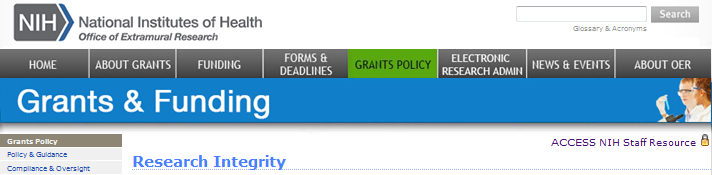 NIH National Institutes of Health
Office of Extramural Research
Search
Glossary & Acronyms
HOME
ABOUT GRANTS
FUNDING
FORMS &
DEADLINES
GRANTS POLICY
ELECTRONIC
RESEARCH ADMIN
NEWS & EVENTS
ABOUT OER
Grants & Funding
Grants Policy
Policy & Guidance
Compliance & Oversight
ACCESS NIH Staff Resource
Research Integrity